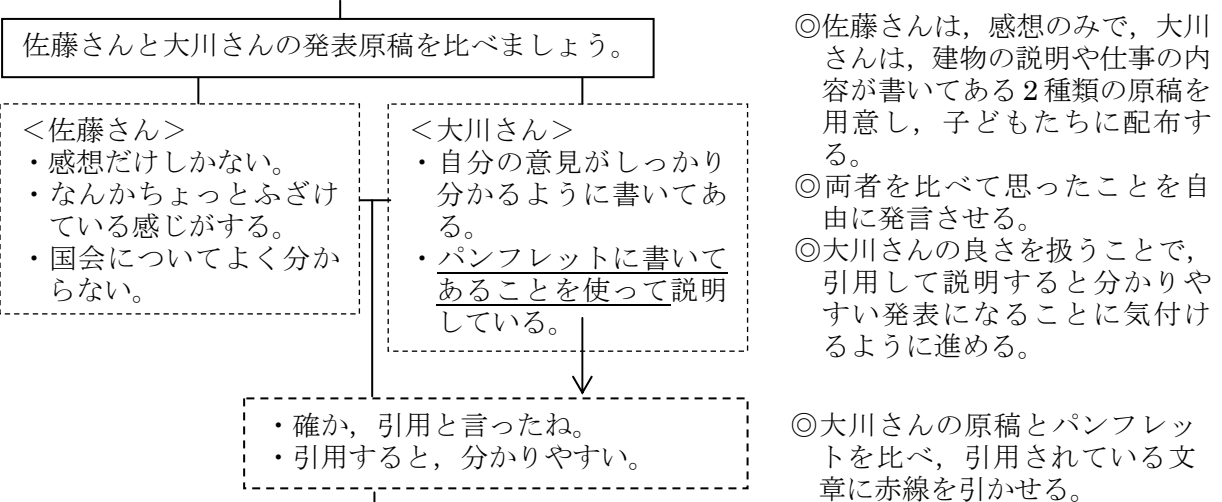 佐藤さんと大川さんの発表原稿を比べましょう。
<佐藤さん>
・感想だけしかない。
・なんかちょっとふざけ
ている感じがする。
・国会についてよく分か
らない。
<大川さん>
・自分の意見がしっかり
分かるように書いてあ
る。
・パンフレットに書いて
あることを使って説明
している。
・確か，引用と言ったね。
・引用すると，分かりやすい。
◎佐藤さんは，感想のみで，大川
さんは，建物の説明や仕事の内
容が書いてある2種類の原稿を
用意し，子どもたちに配布す
る。
◎両者を比べて思ったことを自
由に発言させる。
◎大川さんの良さを扱うことで，
引用して説明すると分かりや
すい発表になることに気付け
るように進める。
◎大川さんの原稿とパンフレッ
トを比べ，引用されている文
章に赤線を引かせる。